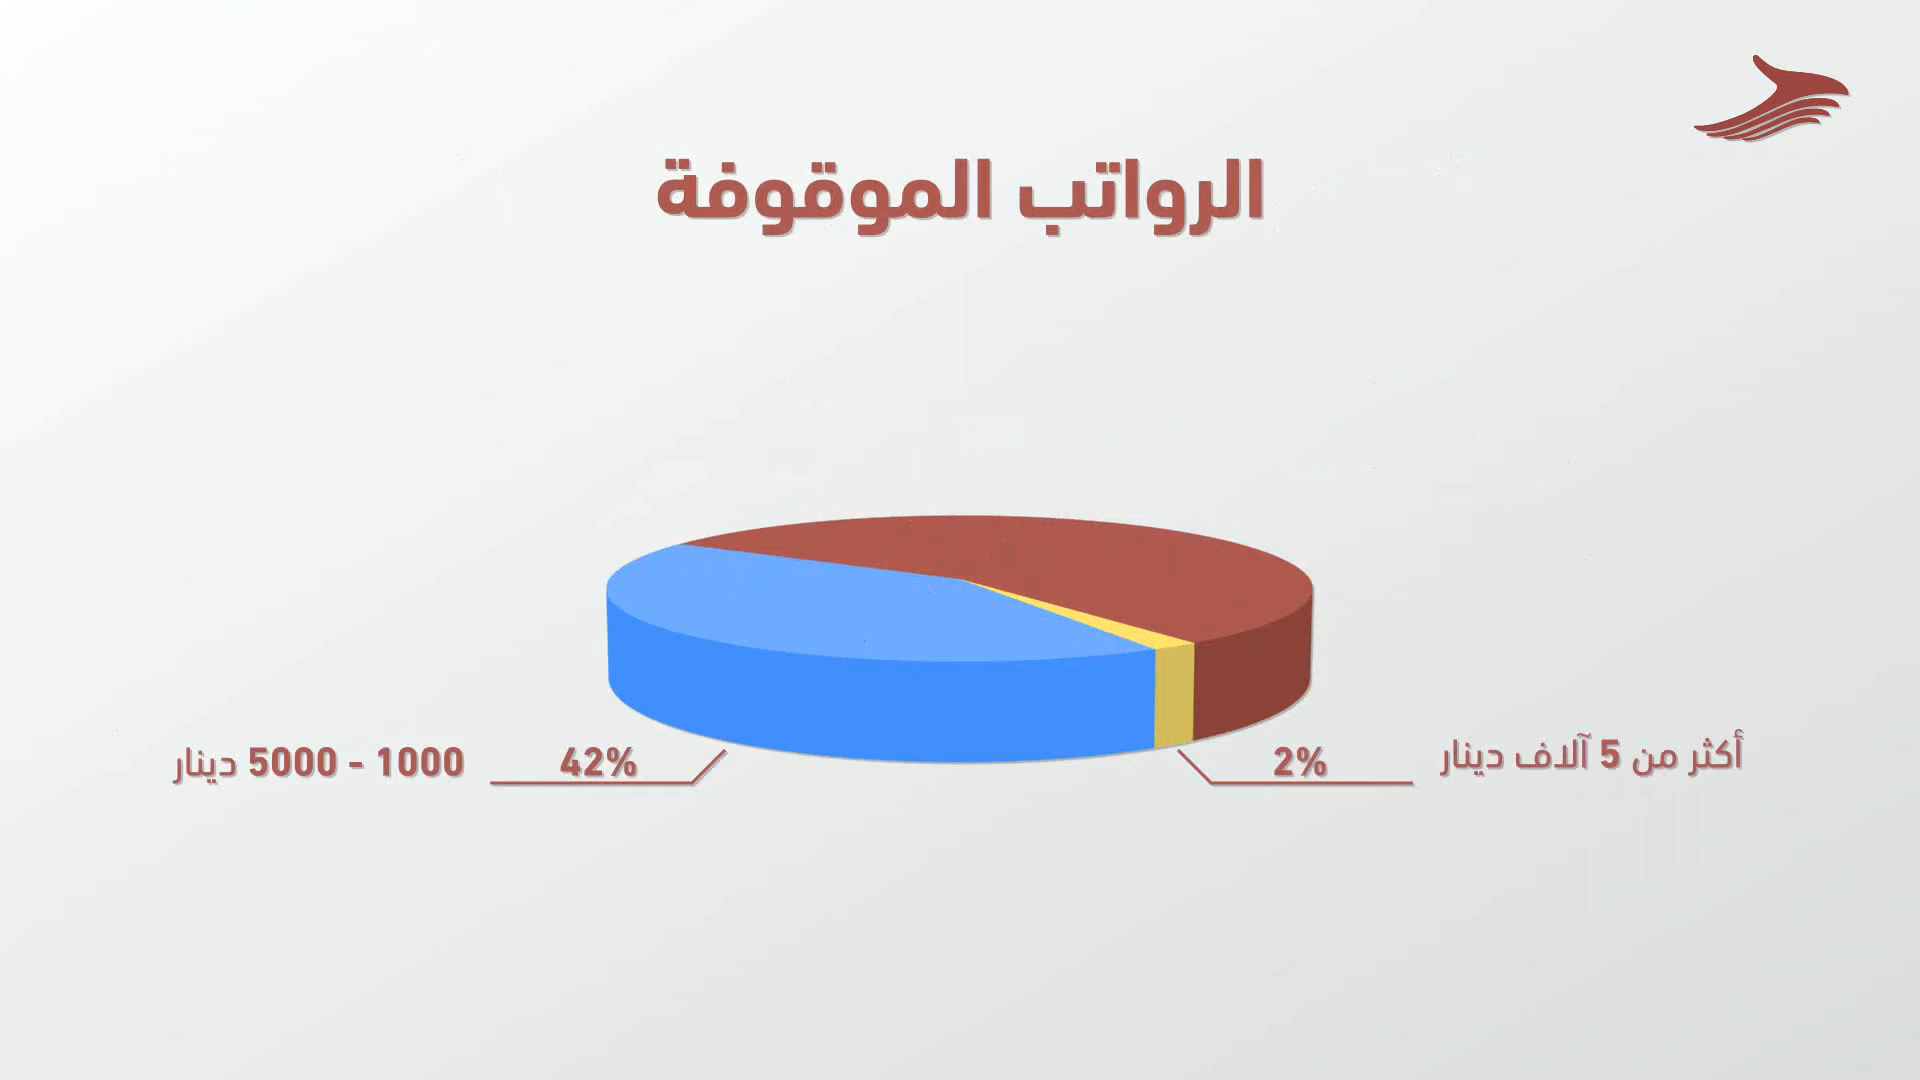 الرواتب الموقوفة
أكثر من 5 آلاف دينار
2%
42%
1000 - 5000 دينار